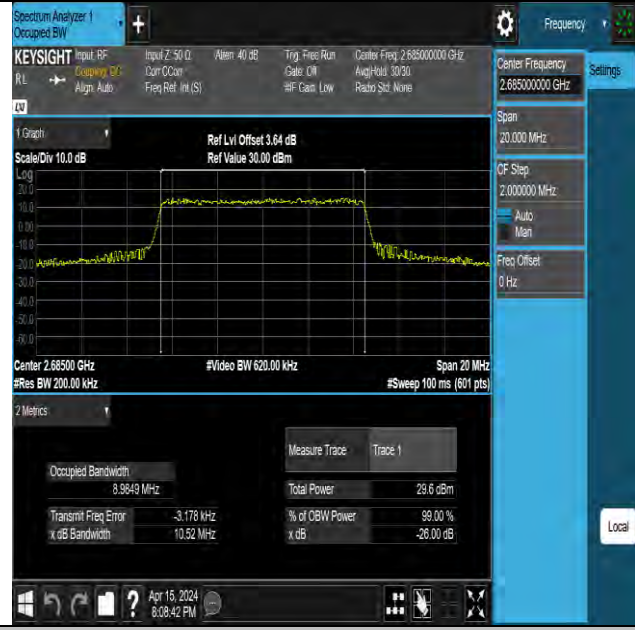 Spectrum Analyzer 1
Occupied BW
+
Frequency
KEYSIGHT
Input: RF
Coupling: DC
Align: Auto
RL
LXI
Input Z: 50 Ω
Corr CCorr
Freq Ref: Int (S)
Atten: 40 dB
Trig: Free Run
Gate: Off
#IF Gain: Low
Center Freq: 2.685000000 GHz
Avg|Hold: 30/30
Radio Std: None
Center Frequency
2.685000000 GHz
Settings
Span
20.000 MHz
CF Step
2.000000 MHz
Auto
Man
Freq Offset
0 Hz
1 Graph
Scale/Div 10.0 dB
Ref Lvl Offset 3.64 dB
Ref Value 30.00 dBm
Log
20.0
10.0
0.00
-10.0
-20.0
-30.0
-40.0
-50.0
-60.0
Center 2.68500 GHz
#Video BW 620.00 kHz
Span 20 MHz
#Res BW 200.00 kHz
#Sweep 100 ms (601 pts)
2 Metrics
Measure Trace Trace 1
Occupied Bandwidth
8.9849 MHz
Total Power 29.6 dBm
Transmit Freq Error -3.178 kHz
% of OBW Power 99.00 %
x dB Bandwidth 10.52 MHz
x dB -26.00 dB
Local
?
Apr 15, 2024
8:08:42 PM